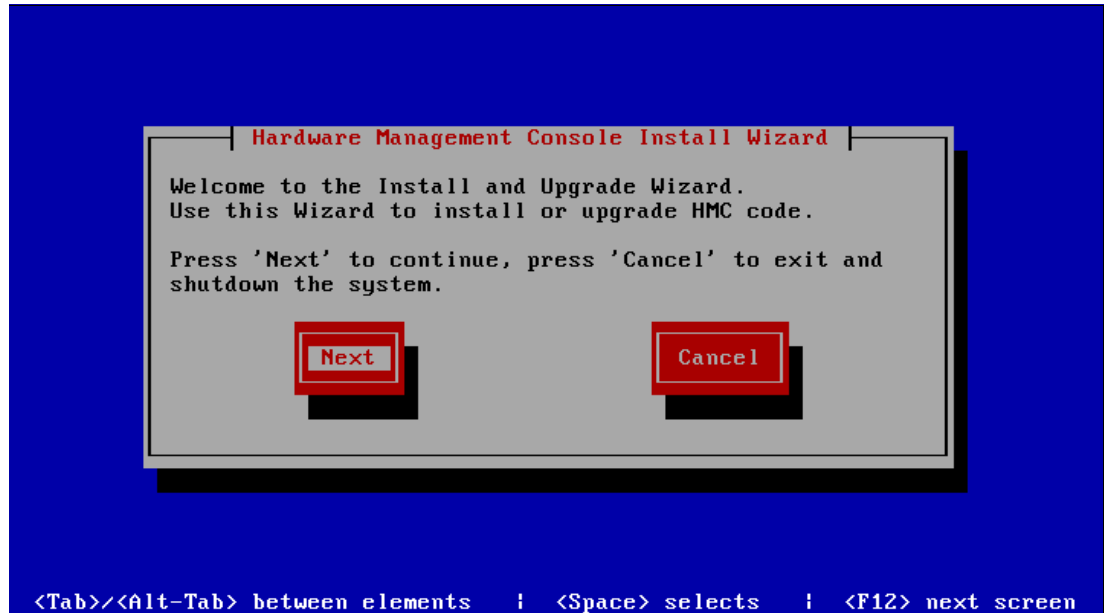 Hardware Management Console Install Wizard
Welcome to the Install and Upgrade Wizard.
Use this Wizard to install or upgrade HMC code.
Press 'Next' to continue, press 'Cancel' to exit and
shutdown the system.
Next Cancel
<Tab>/<Alt-Tab> between elements | <Space> selects | <F12> next screen